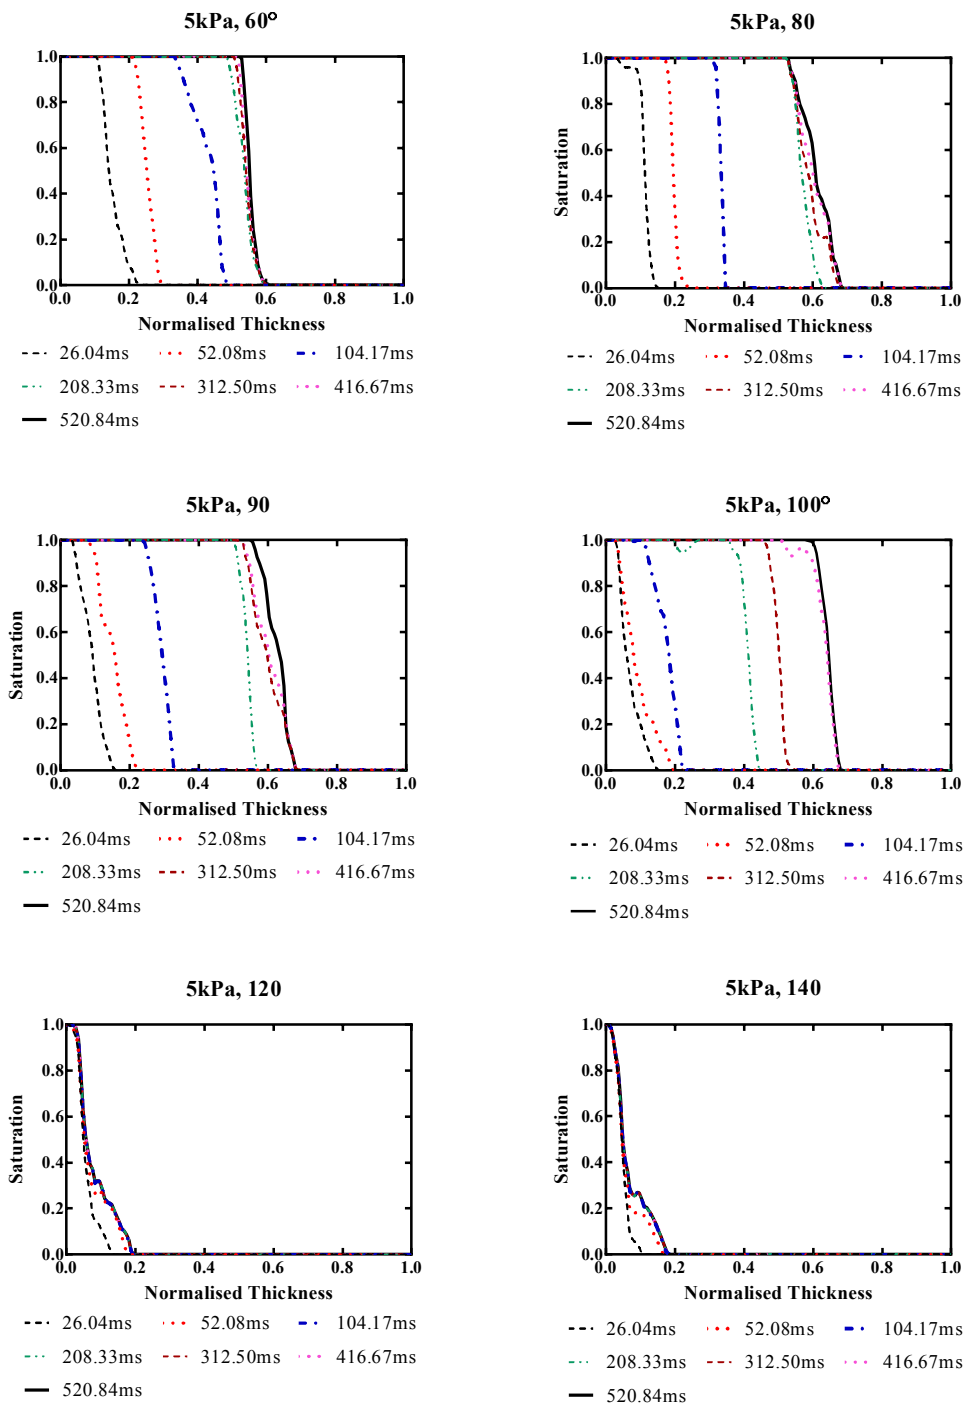 5kPa, 60°
1.0
0.8
0.6
0.4
0.2
0.0
0.0 0.2 0.4 0.6 0.8 1.0
Normalised Thickness
26.04ms 52.08ms 104.17ms
208.33ms 312.50ms 416.67ms
520.84ms
5kPa, 80
Saturation
1.0
0.8
0.6
0.4
0.2
0.0
0.0 0.2 0.4 0.6 0.8 1.0
Normalised Thickness
26.04ms 52.08ms 104.17ms
208.33ms 312.50ms 416.67ms
520.84ms
5kPa, 90
Saturation
1.0
0.8
0.6
0.4
0.2
0.0
0.0 0.2 0.4 0.6 0.8 1.0
Normalised Thickness
26.04ms 52.08ms 104.17ms
208.33ms 312.50ms 416.67ms
520.84ms
5kPa, 100°
Saturation
1.0
0.8
0.6
0.4
0.2
0.0
0.0 0.2 0.4 0.6 0.8 1.0
Normalised Thickness
26.04ms 52.08ms 104.17ms
208.33ms 312.50ms 416.67ms
520.84ms
5kPa, 120
Saturation
1.0
0.8
0.6
0.4
0.2
0.0
0.0 0.2 0.4 0.6 0.8 1.0
Normalised Thickness
26.04ms 52.08ms 104.17ms
208.33ms 312.50ms 416.67ms
520.84ms
5kPa, 140
Saturation
1.0
0.8
0.6
0.4
0.2
0.0
0.0 0.2 0.4 0.6 0.8 1.0
Normalised Thickness
26.04ms 52.08ms 104.17ms
208.33ms 312.50ms 416.67ms
520.84ms